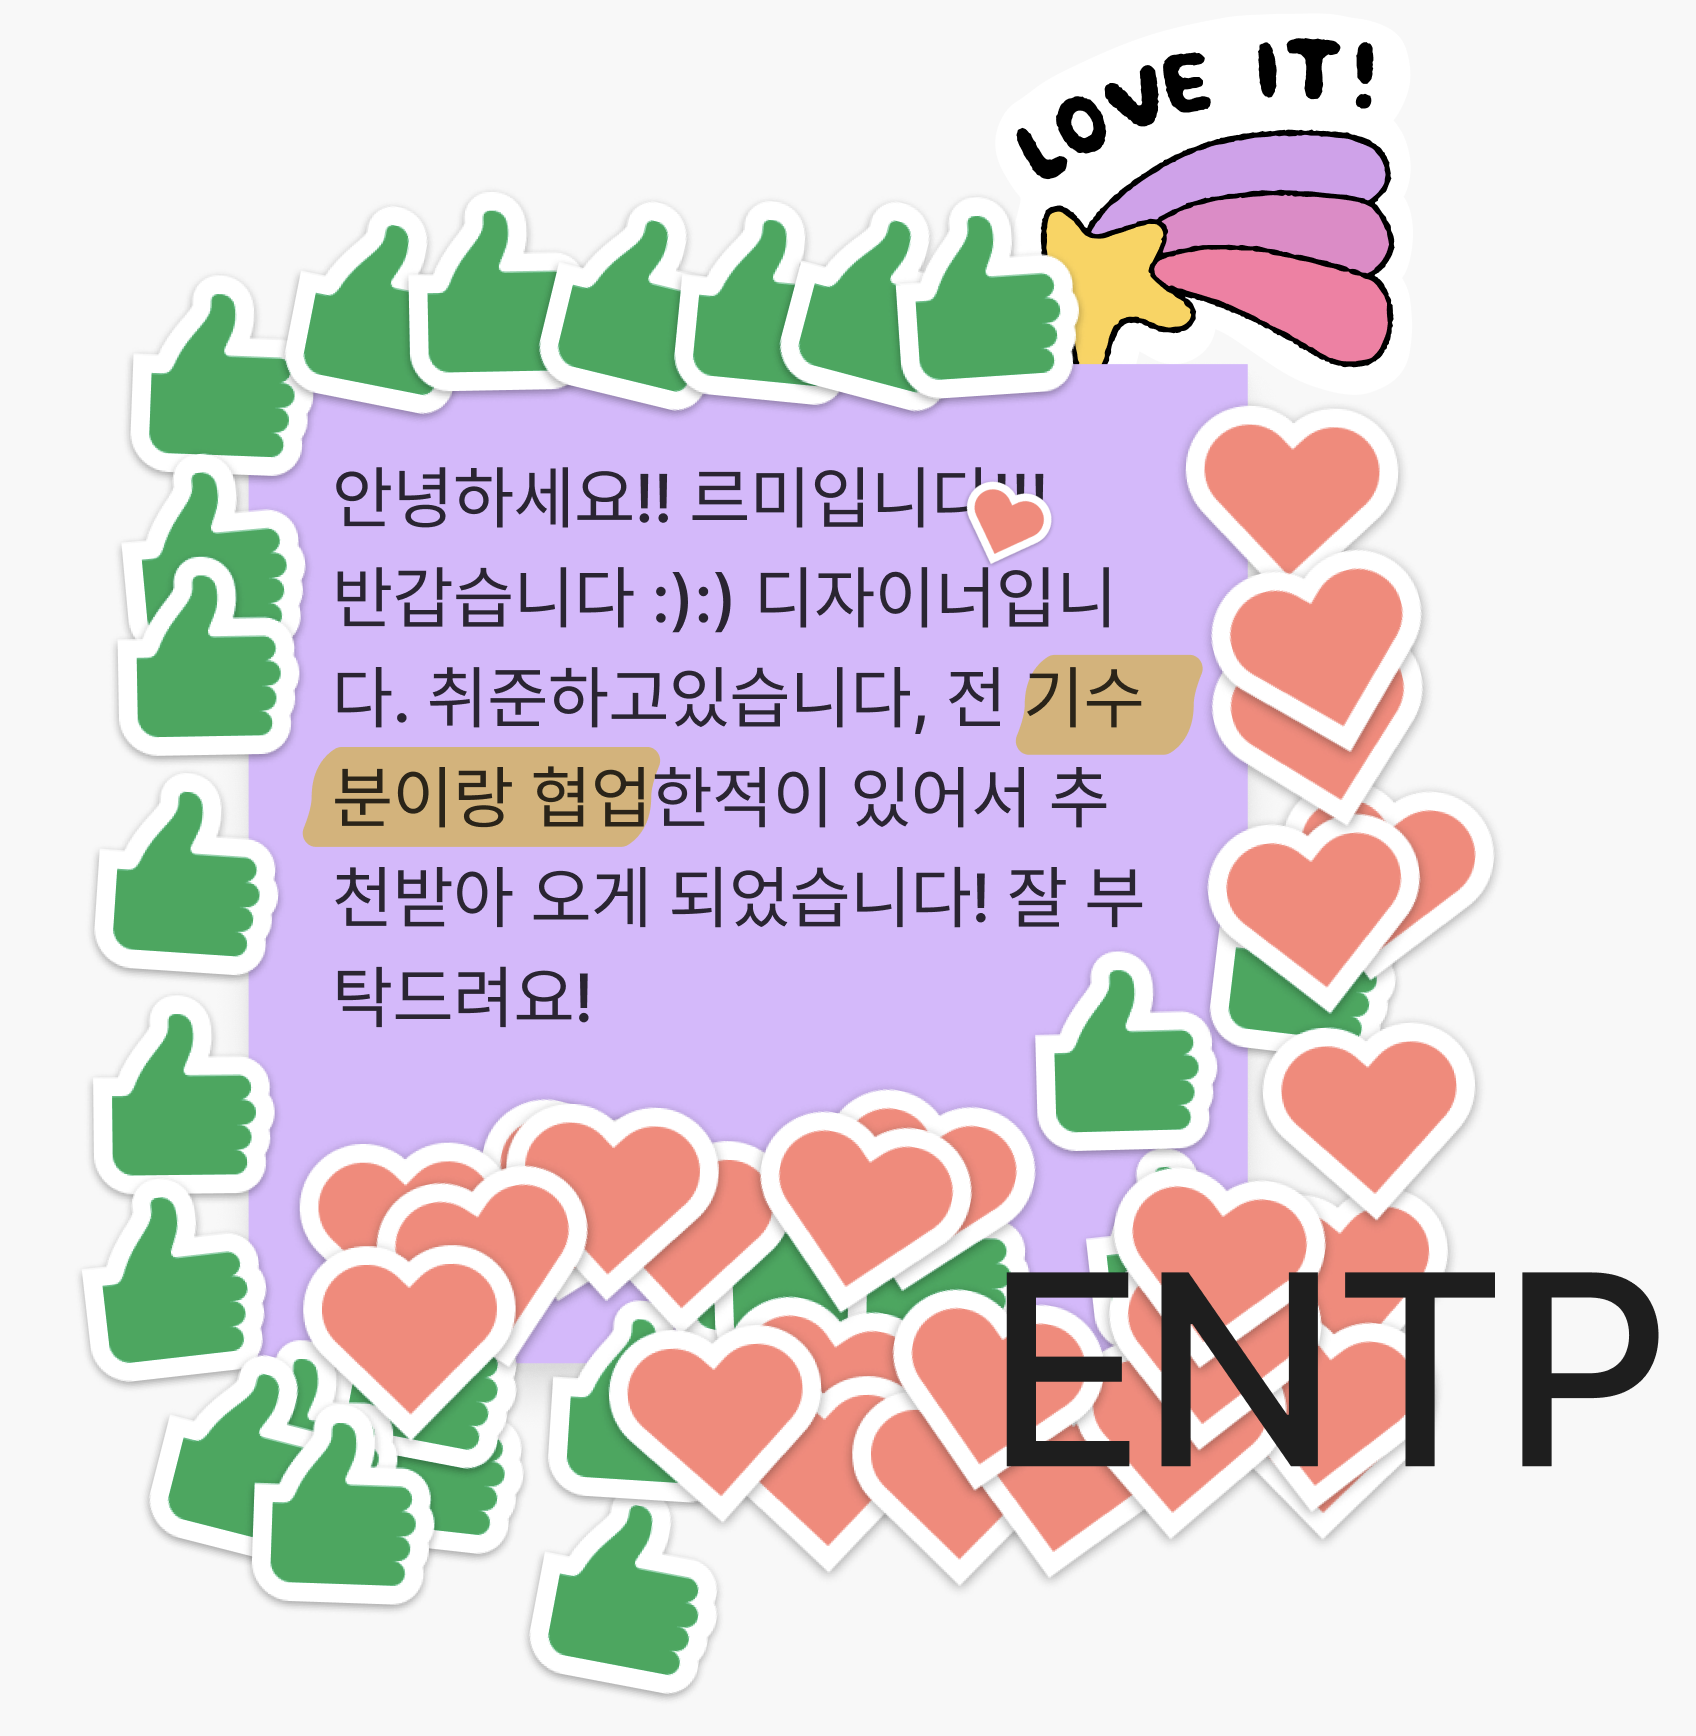 LOVE IT!
안녕하세요!! 르미입니다!!!
반갑습니다 :):) 디자이너입니
다. 취준하고있습니다, 전 기수
분이랑 협업한적이 있어서 추
천받아 오게 되었습니다! 잘 부
탁드려요!
ENTP